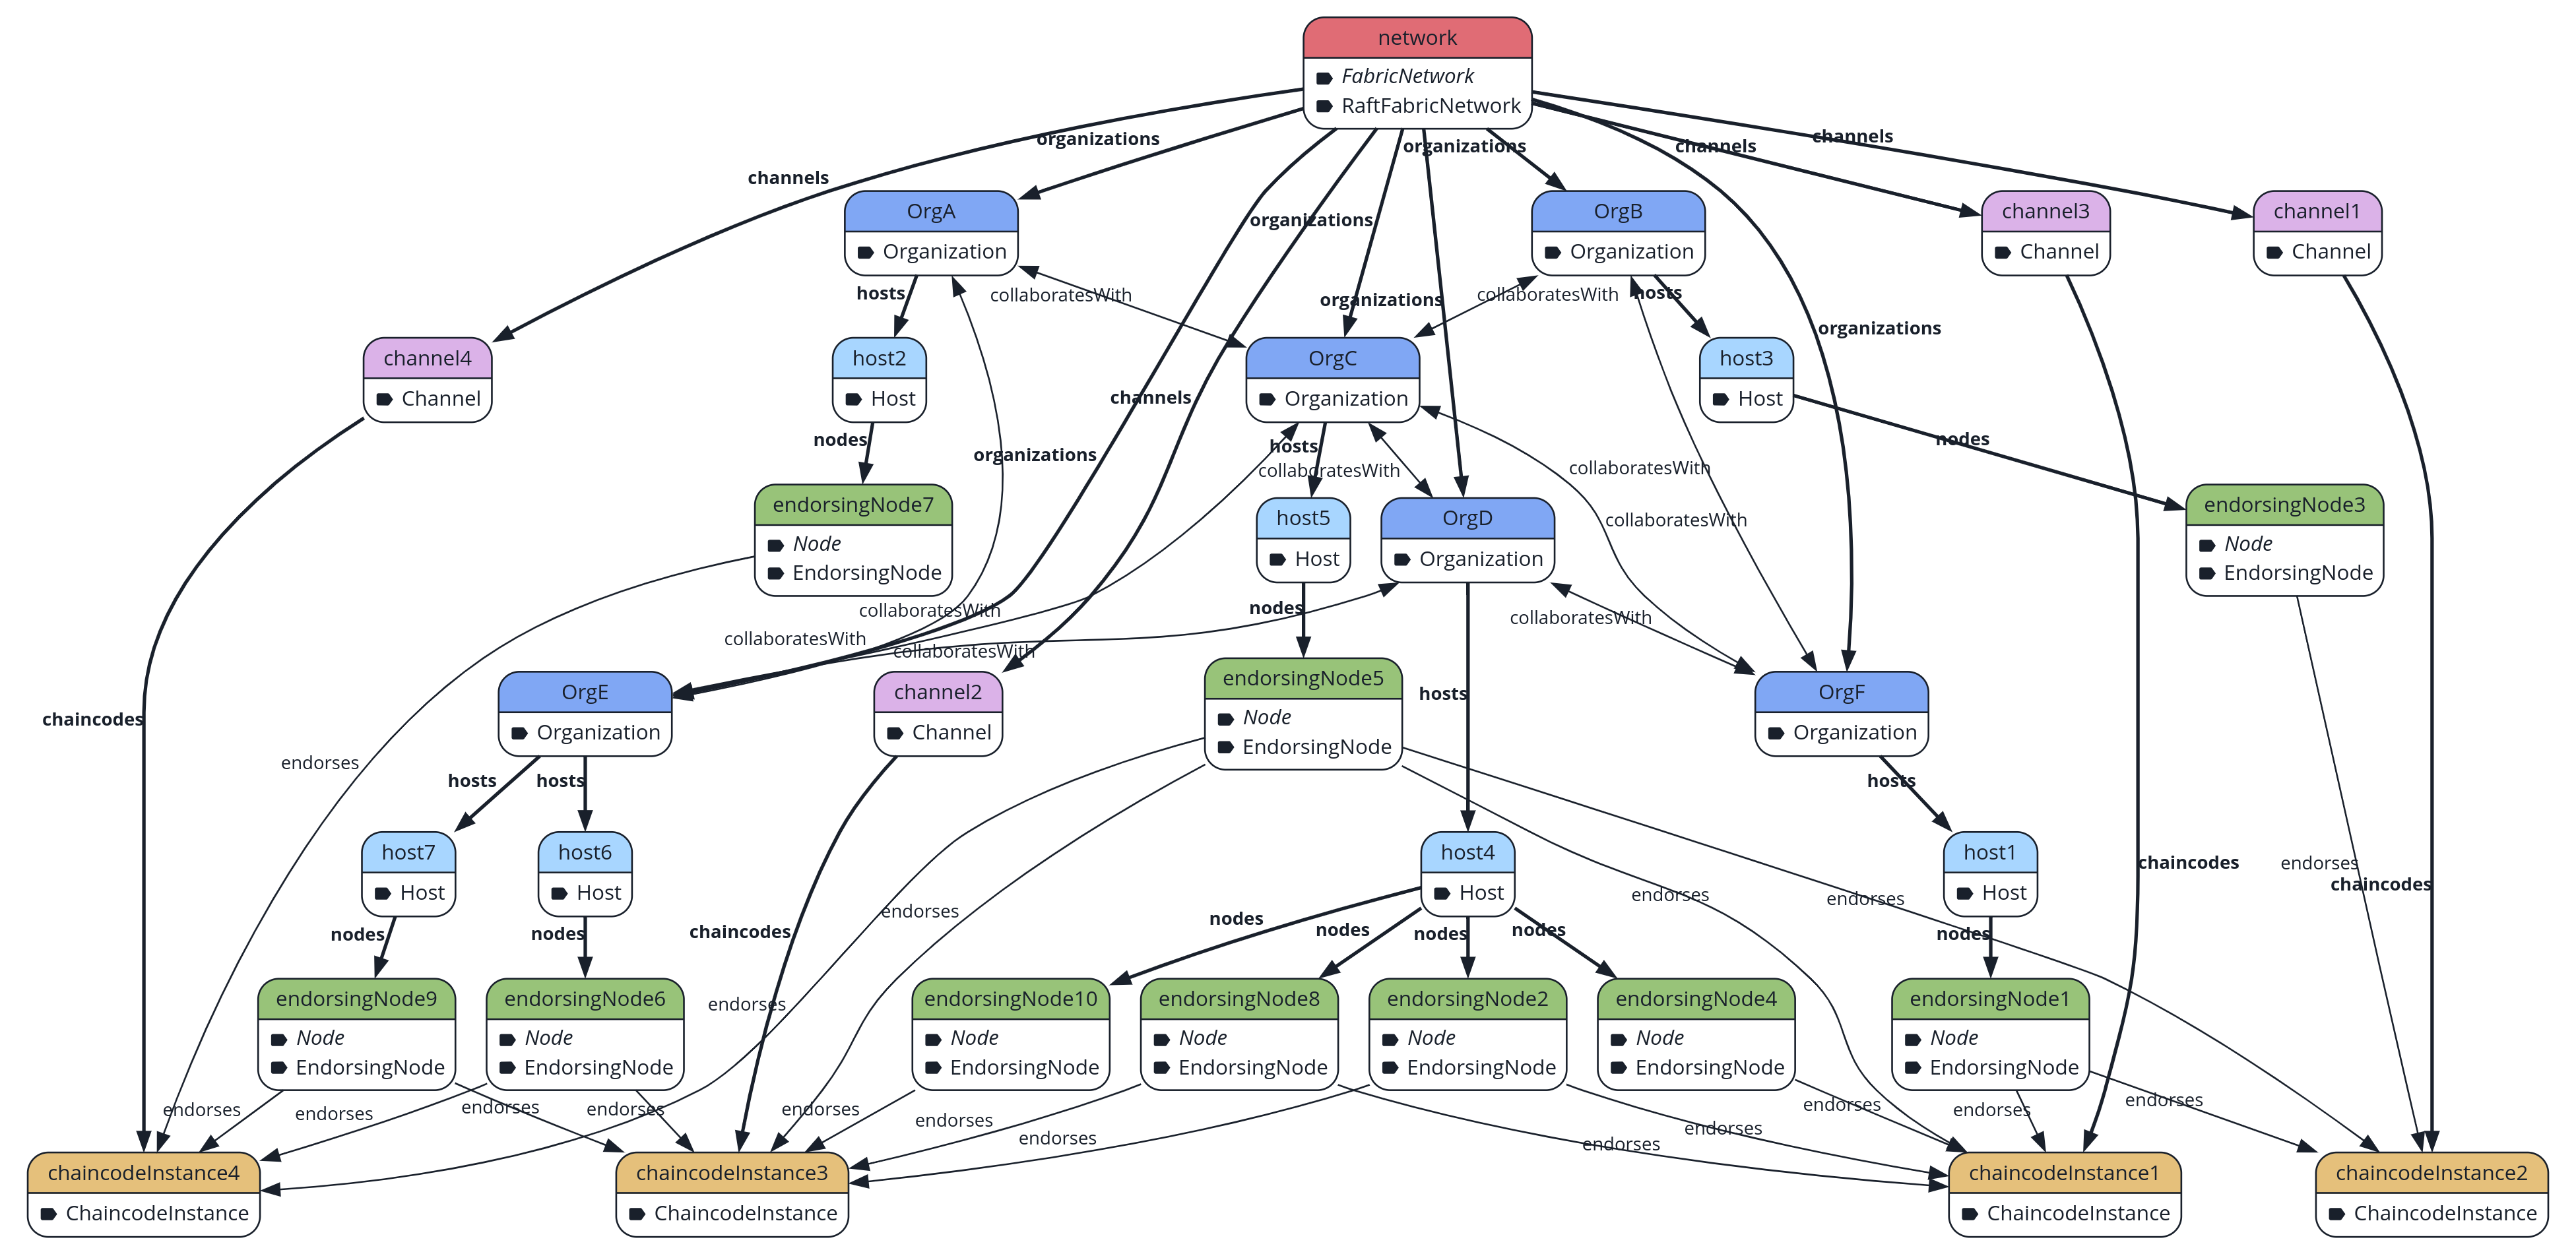 network
FabricNetwork
RaftFabricNetwork
organizations
channels
organizations
channels
channels
organizations
organizations
organizations
channels
organizations
OrgA
Organization
OrgB
Organization
channel3
Channel
channel1
Channel
hosts
collaboratesWith
collaboratesWith
hosts
channel4
Channel
host2
Host
OrgC
Organization
host3
Host
nodes
hosts
collaboratesWith
collaboratesWith
collaboratesWith
nodes
endorsingNode7
Node
EndorsingNode
host5
Host
OrgD
Organization
endorsingNode3
Node
EndorsingNode
collaboratesWith
collaboratesWith
collaboratesWith
nodes
collaboratesWith
OrgE
Organization
channel2
Channel
endorsingNode5
Node
EndorsingNode
hosts
OrgF
Organization
chaincodes
endorses
hosts
hosts
hosts
host7
Host
host6
Host
host4
Host
host1
Host
chaincodes
endorses
chaincodes
endorses
endorses
endorses
nodes
nodes
chaincodes
endorses
nodes
nodes
nodes
nodes
nodes
endorsingNode9
Node
EndorsingNode
endorsingNode6
Node
EndorsingNode
endorsingNode10
Node
EndorsingNode
endorsingNode8
Node
EndorsingNode
endorsingNode2
Node
EndorsingNode
endorsingNode4
Node
EndorsingNode
endorsingNode1
Node
EndorsingNode
endorses
endorses
endorses
endorses
endorses
endorses
endorses
endorses
endorses
endorses
endorses
endorses
chaincodeInstance4
ChaincodeInstance
chaincodeInstance3
ChaincodeInstance
chaincodeInstance1
ChaincodeInstance
chaincodeInstance2
ChaincodeInstance